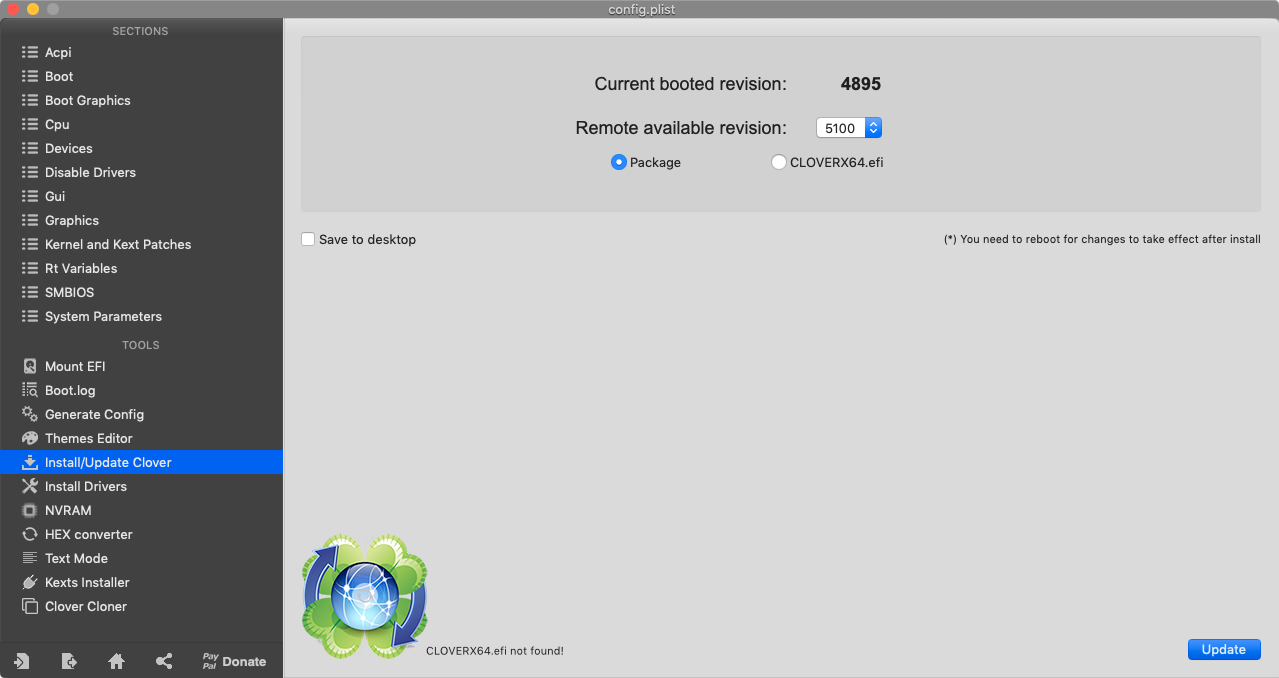 config.plist
SECTIONS
Acpi
Boot
Boot Graphics
Cpu
Devices
Disable Drivers
Gui
Graphics
Kernel and Kext Patches
Rt Variables
SMBIOS
System Parameters
TOOLS
Mount EFI
Boot.log
Generate Config
Themes Editor
Install/Update Clover
Install Drivers
NVRAM
HEX converter
Text Mode
Kexts Installer
Clover Cloner
Pay
Pal Donate
Current booted revision: 4895
Remote available revision: 5100
Package CLOVERX64.efi
Save to desktop (*) You need to reboot for changes to take effect after install
CLOVERX64.efi not found!
Update